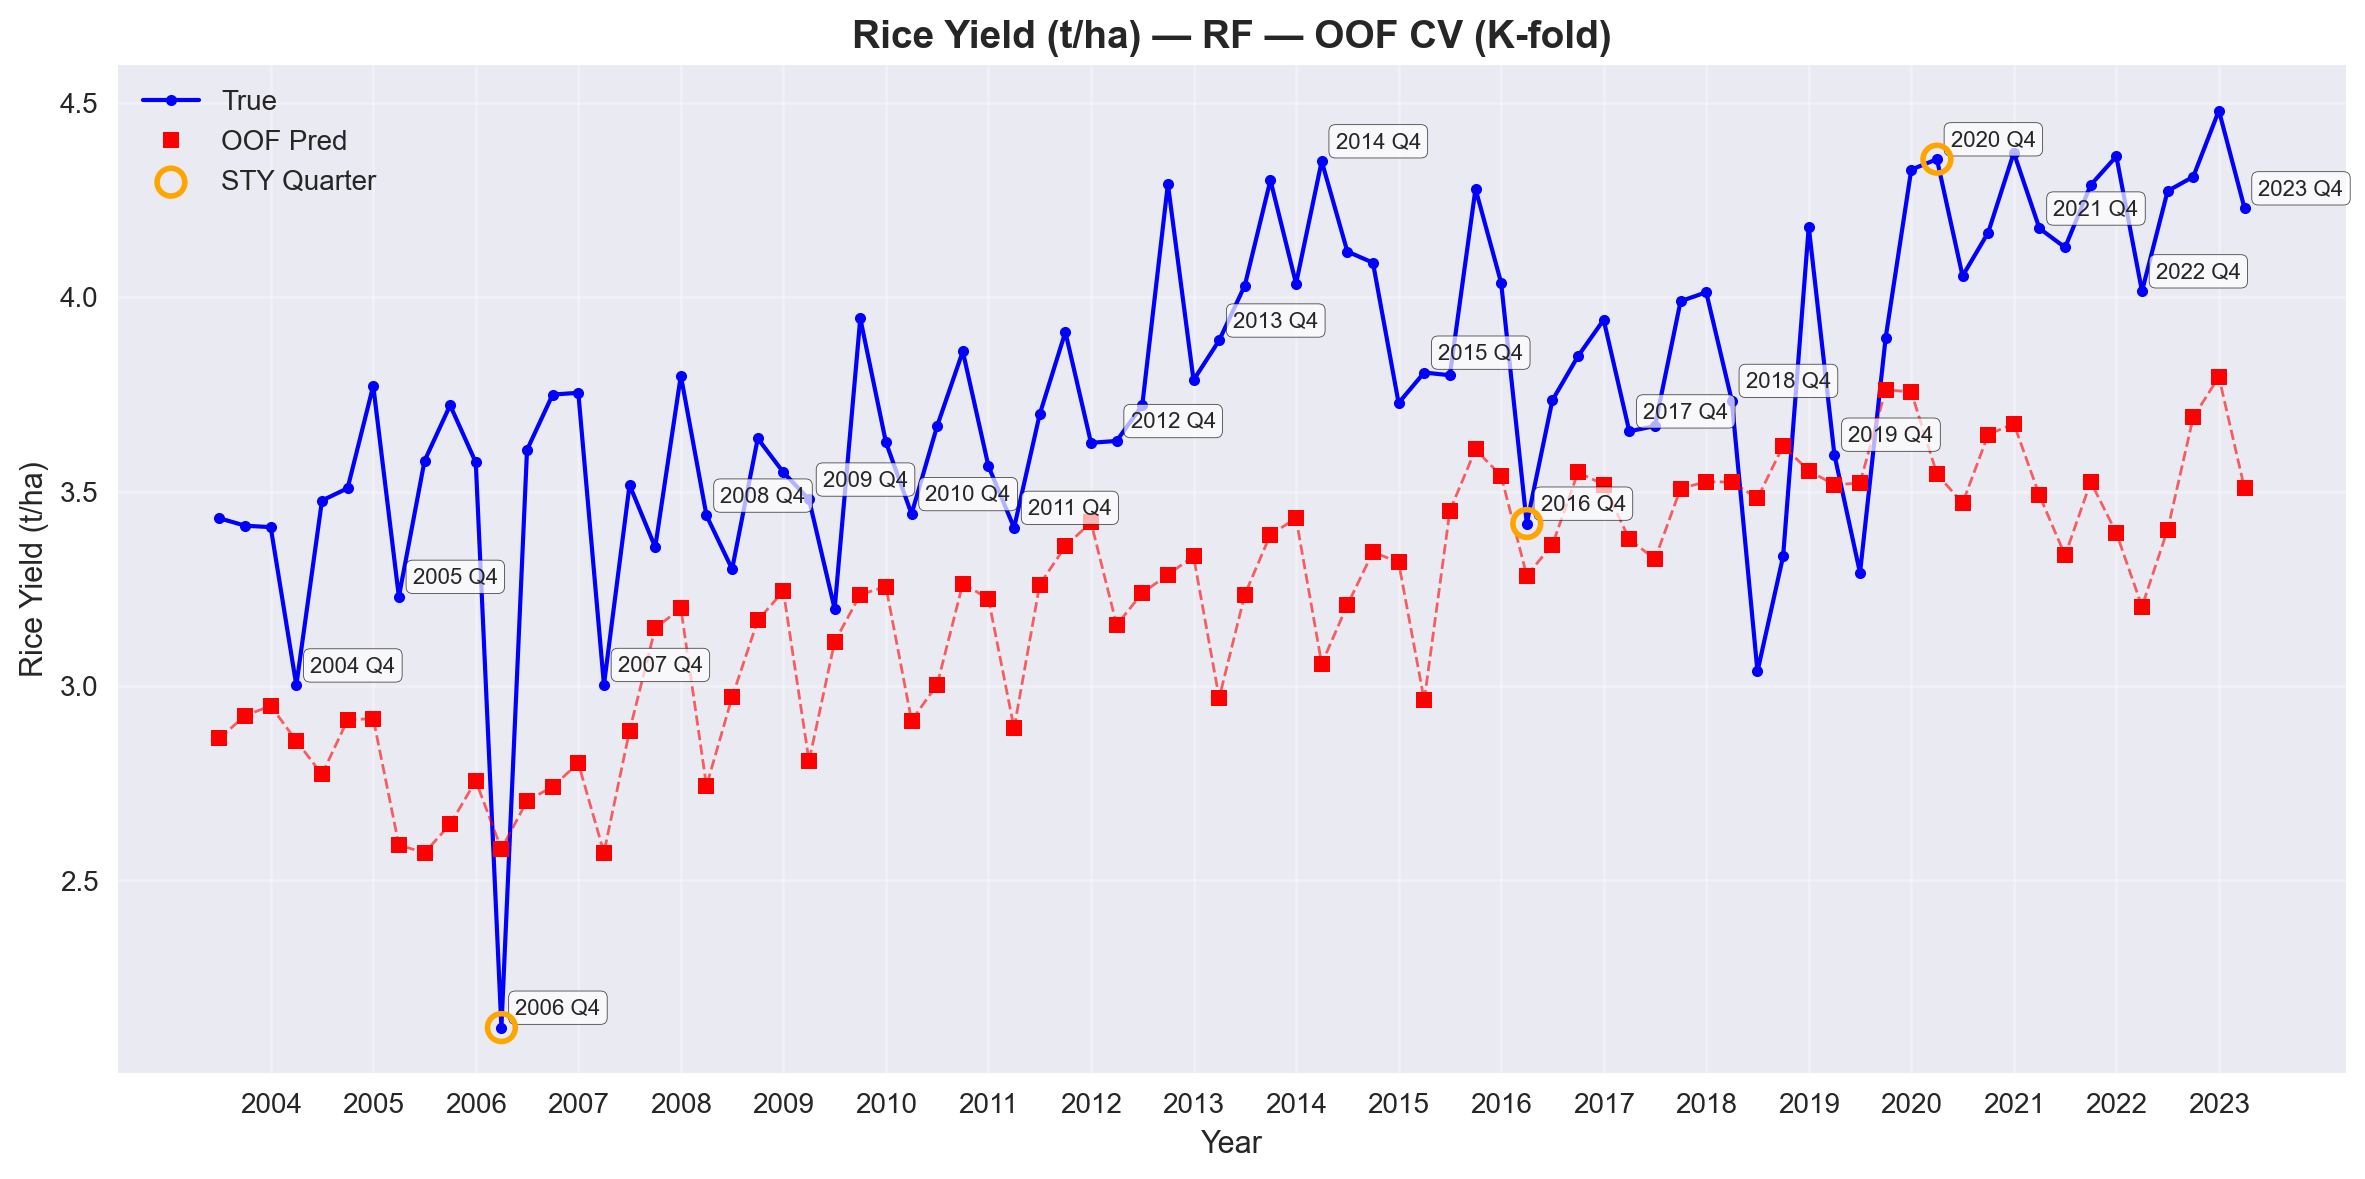 Rice Yield (t/ha) — RF — OOF CV (K-fold)
True
OOF Pred
STY Quarter
Rice Yield (t/ha)
4.5
4.0
3.5
3.0
2.5
2004 Q4
2005 Q4
2006 Q4
2007 Q4
2008 Q4
2009 Q4
2010 Q4
2011 Q4
2012 Q4
2013 Q4
2014 Q4
2015 Q4
2016 Q4
2017 Q4
2018 Q4
2019 Q4
2020 Q4
2021 Q4
2022 Q4
2023 Q4
2004 2005 2006 2007 2008 2009 2010 2011 2012 2013 2014 2015 2016 2017 2018 2019 2020 2021 2022 2023
Year